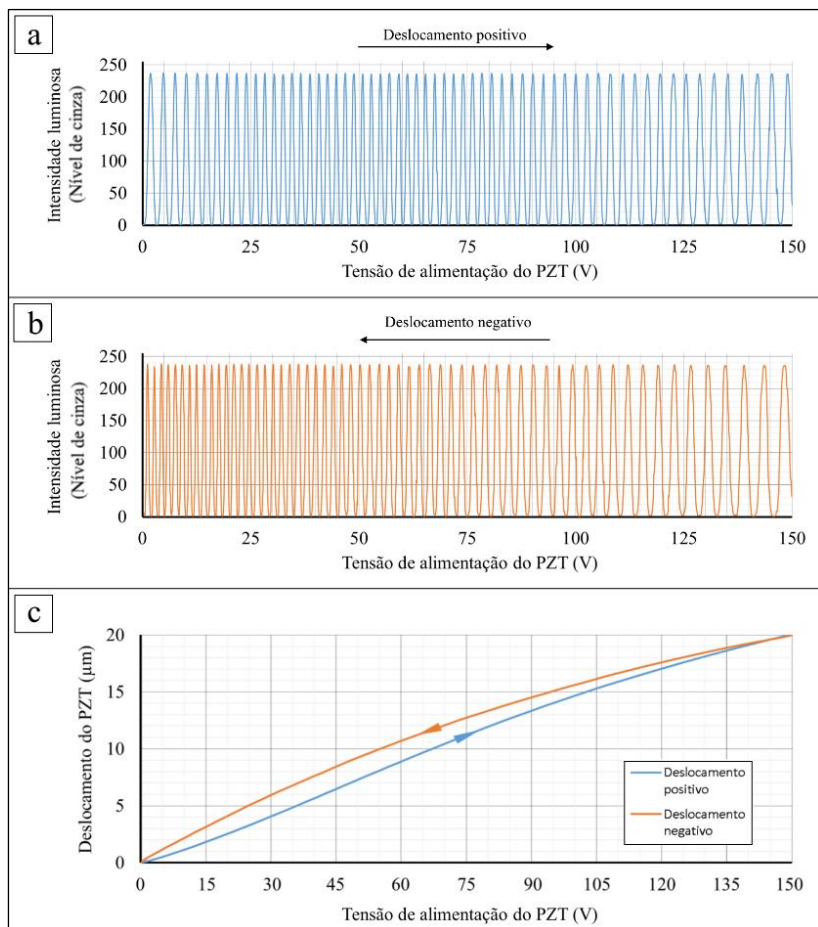 a
Deslocamento positivo
Intensidade luminosa
(Nível de cinza)
250
200
150
100
50
0
0 25 50 75 100 125 150
Tensão de alimentação do PZT (V)
b
Deslocamento negativo
Intensidade luminosa
(Nível de cinza)
250
200
150
100
50
0
0 25 50 75 100 125 150
Tensão de alimentação do PZT (V)
c
Deslocamento do PZT (μm)
20
15
10
5
0
Deslocamento
positivo
Deslocamento
negativo
0 15 30 45 60 75 90 105 120 135 150
Tensão de alimentação do PZT (V)